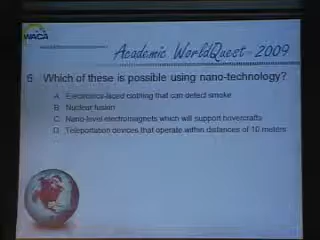 WACA
Academic WorldQuest - 2009
6. Which of these is possible using nano-technology?
A. Electronics-laced clothing that can detect smoke
B. Nuclear fusion
C. Nano-level electromagnets which will support hovercrafts
D. Teleportation devices that operate within distances of 10 meters